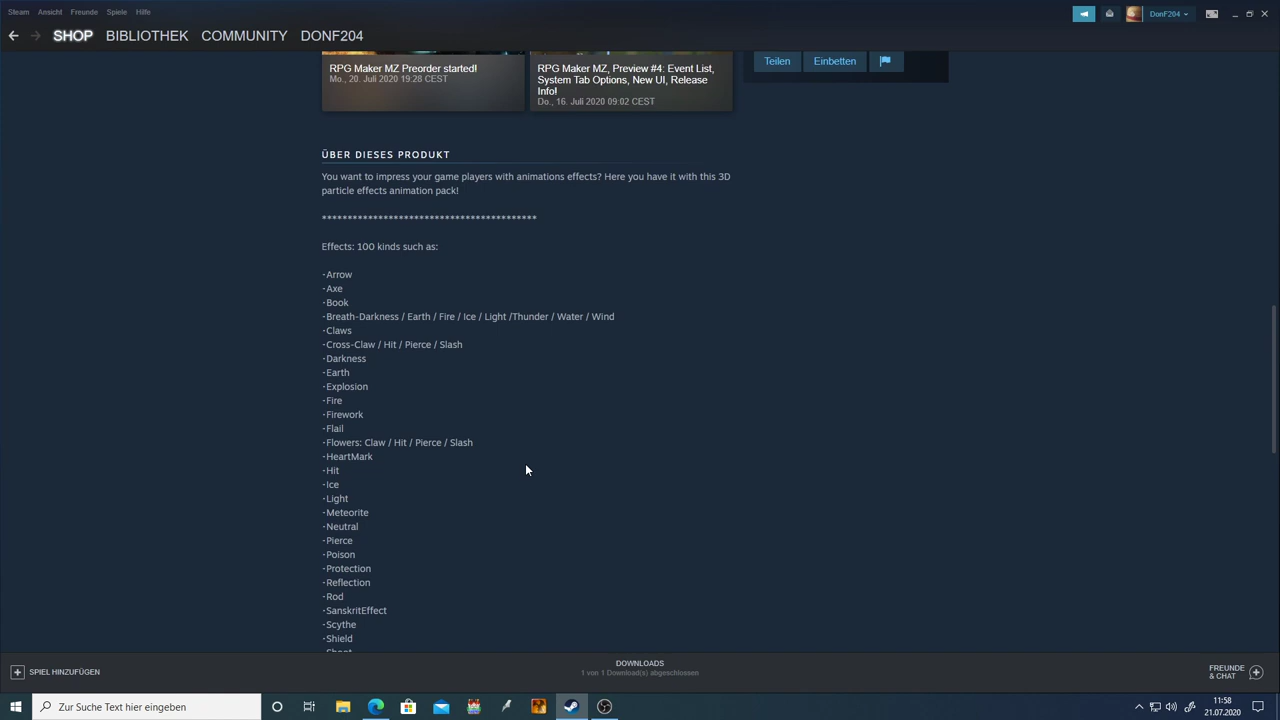 Steam Ansicht Freunde Spiele Hilfe
DonF204
SHOP BIBLIOTHEK COMMUNITY DONF204
RPG Maker MZ Preorder started!
Mo., 20. Juli 2020 19:28 CEST
RPG Maker MZ, Preview #4: Event List,
System Tab Options, New UI, Release
Info!
Do., 16. Juli 2020 09:02 CEST
Teilen Einbetten
ÜBER DIESES PRODUKT
You want to impress your game players with animations effects? Here you have it with this 3D
particle effects animation pack!
******************************************
Effects: 100 kinds such as:
-Arrow
-Axe
-Book
-Breath-Darkness / Earth / Fire / Ice / Light /Thunder / Water / Wind
-Claws
-Cross-Claw / Hit / Pierce / Slash
-Darkness
-Earth
-Explosion
-Fire
-Firework
-Flail
-Flowers: Claw / Hit / Pierce / Slash
-HeartMark
-Hit
-Ice
-Light
-Meteorite
-Neutral
-Pierce
-Poison
-Protection
-Reflection
-Rod
-SanskritEffect
-Scythe
-Shield
SPIEL HINZUFÜGEN
DOWNLOADS
1 von 1 Download(s) abgeschlossen
FREUNDE
& CHAT
Zur Suche Text hier eingeben
11:58
21.07.2020